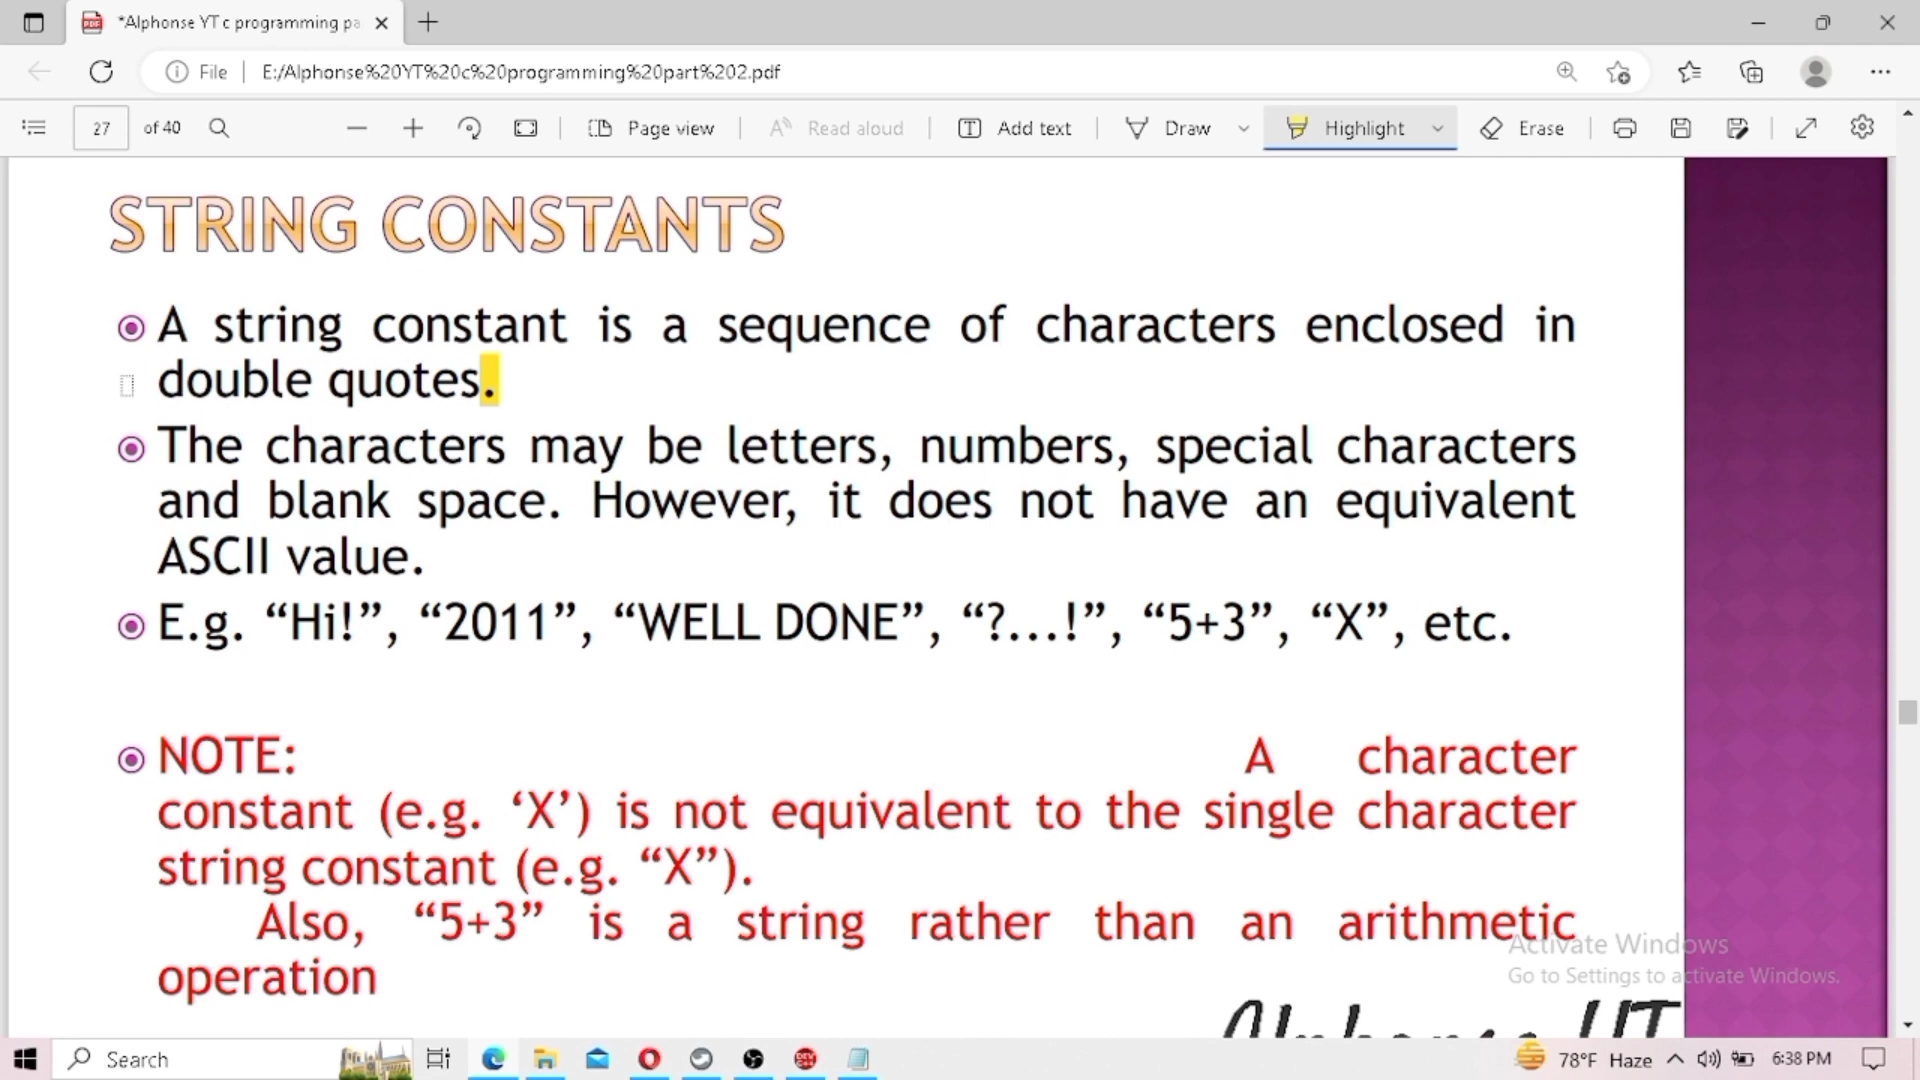 *Alphonse YT c programming pa
File
E:/Alphonse%20YT%20c%20programming%20part%202.pdf
27 of 40
Page view
Read aloud
Add text
Draw
Highlight
Erase
STRING CONSTANTS
A string constant is a sequence of characters enclosed in
double quotes.
The characters may be letters, numbers, special characters
and blank space. However, it does not have an equivalent
ASCII value.
E.g. “Hi!”, “2011”, “WELL DONE”, “?...!”, “5+3”, “X”, etc.
NOTE: A character
constant (e.g. ‘X’) is not equivalent to the single character
string constant (e.g. “X”).
Also, “5+3” is a string rather than an arithmetic
operation
Activate Windows
Go to Settings to activate Windows.
Search
78°F Haze
6:38 PM